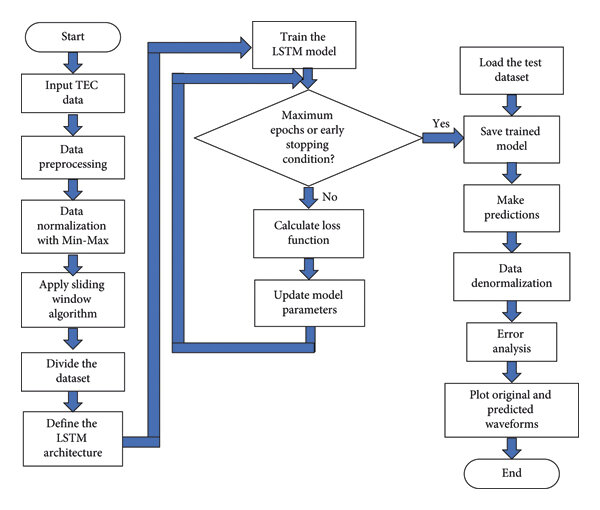 Start
Input TEC
data
Data
preprocessing
Data
normalization
with Min-Max
Apply sliding
window
algorithm
Divide the
dataset
Define the
LSTM
architecture
Train the
LSTM model
Maximum
epochs or early
stopping
condition?
Yes
No
Calculate loss
function
Update model
parameters
Load the test
dataset
Save trained
model
Make
predictions
Data
denormalization
Error
analysis
Plot original and
predicted
waveforms
End